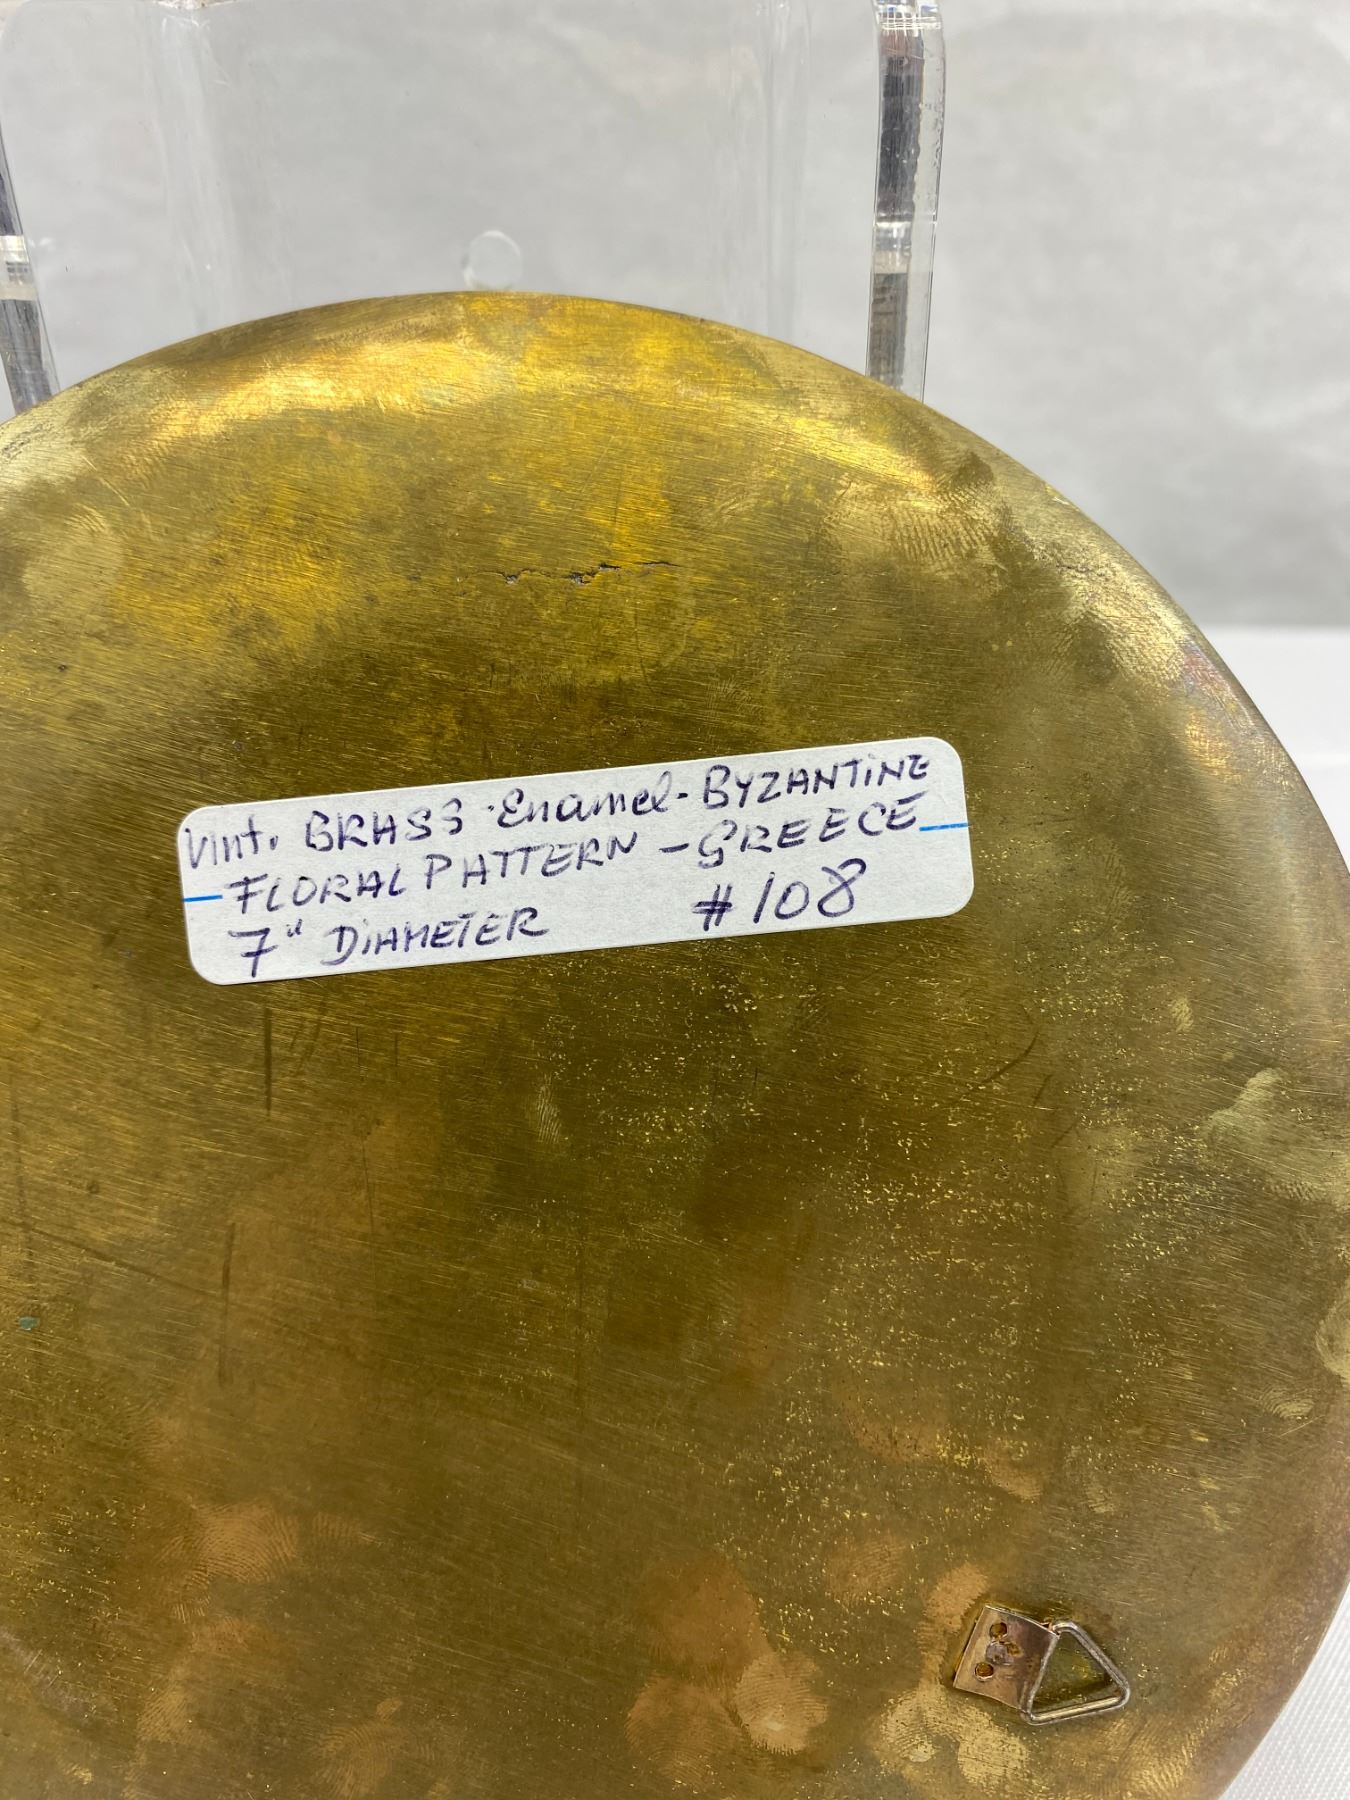 Vint. BRASS · Enamel - BYZANTINE
FLORAL PATTERN - GREECE
7" DIAMETER #108